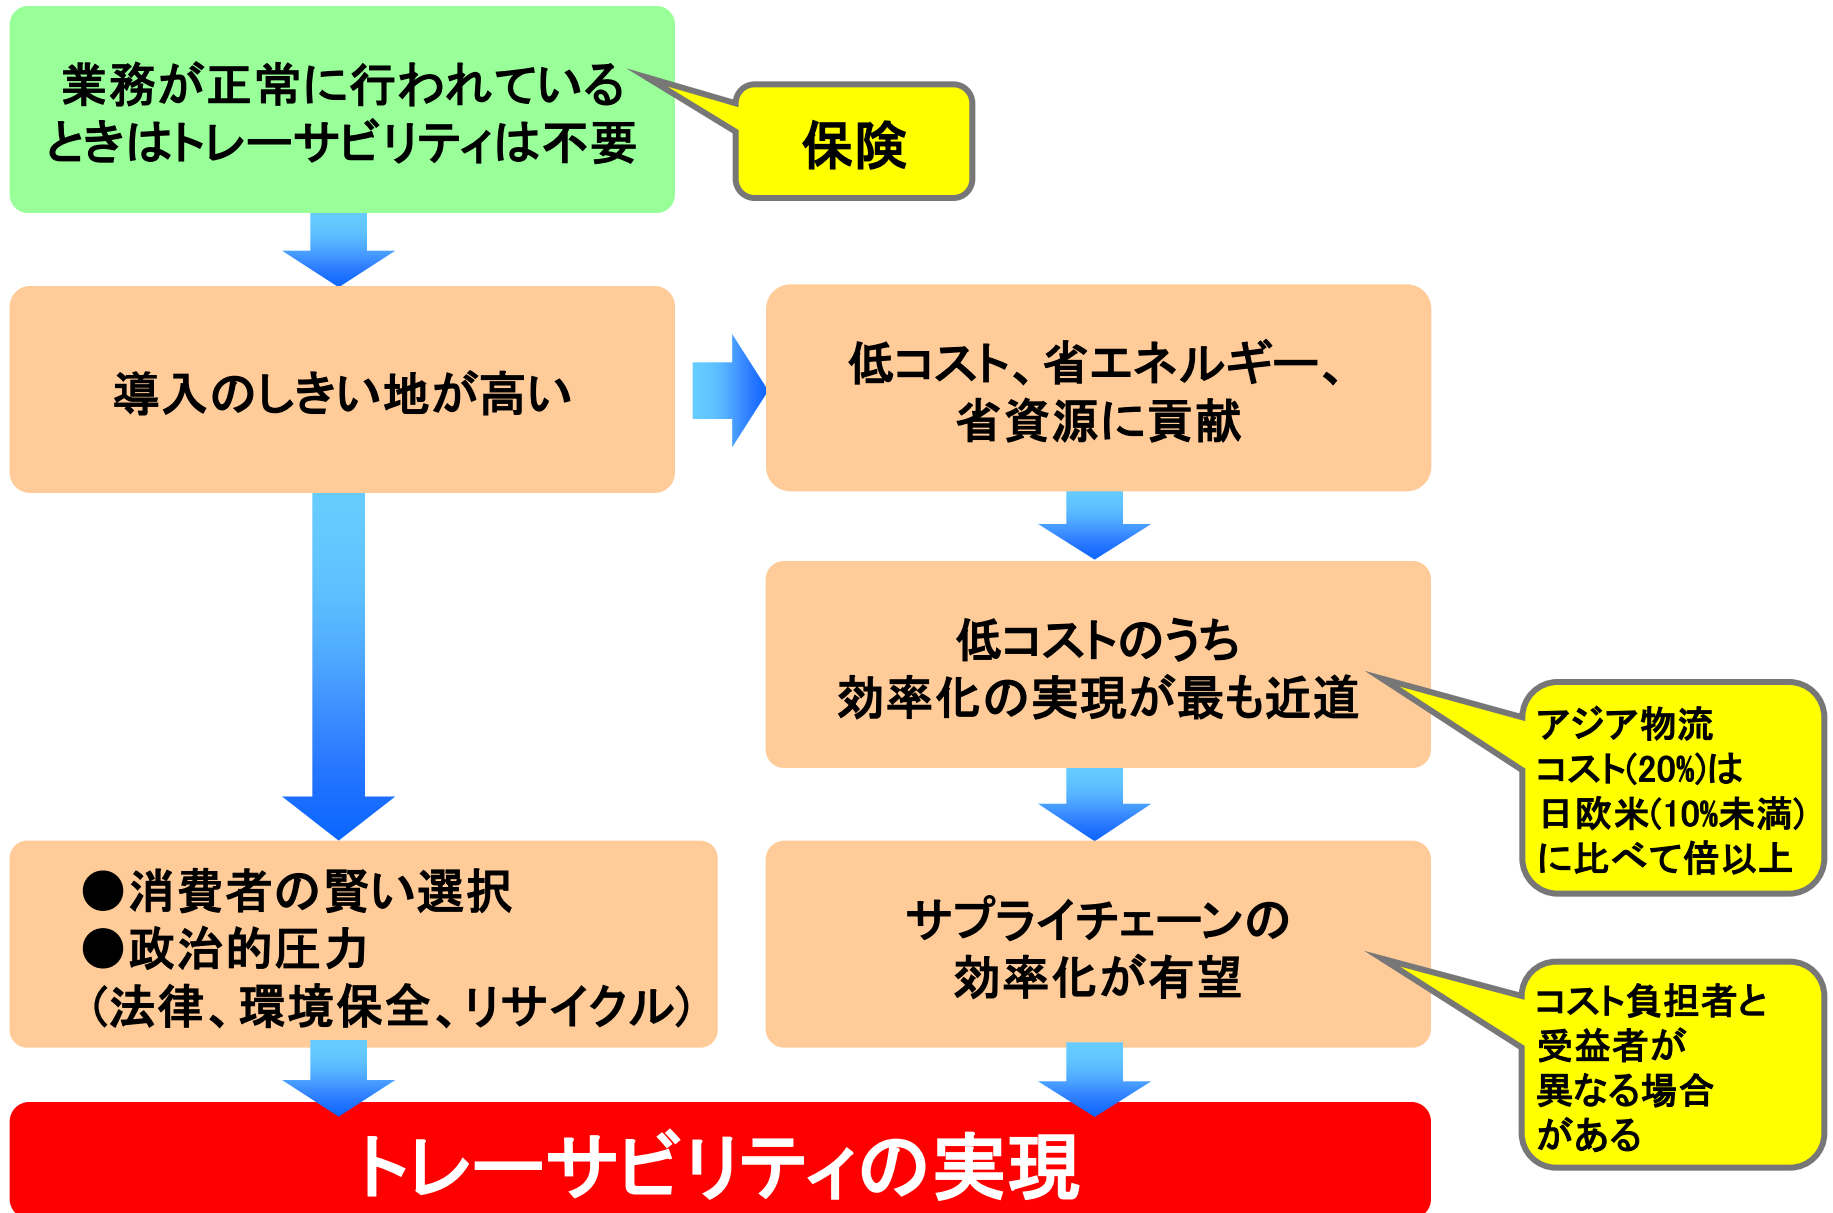 業務が正常に行われている
ときはトレーサビリティは不要
保険
導入のしきい地が高い
低コスト、省エネルギー、
省資源に貢献
低コストのうち
効率化の実現が最も近道
アジア物流
コスト(20%)は
日欧米(10%未満)
に比べて倍以上
●消費者の賢い選択
●政治的圧力
(法律、環境保全、リサイクル)
サプライチェーンの
効率化が有望
コスト負担者と
受益者が
異なる場合
がある
トレーサビリティの実現